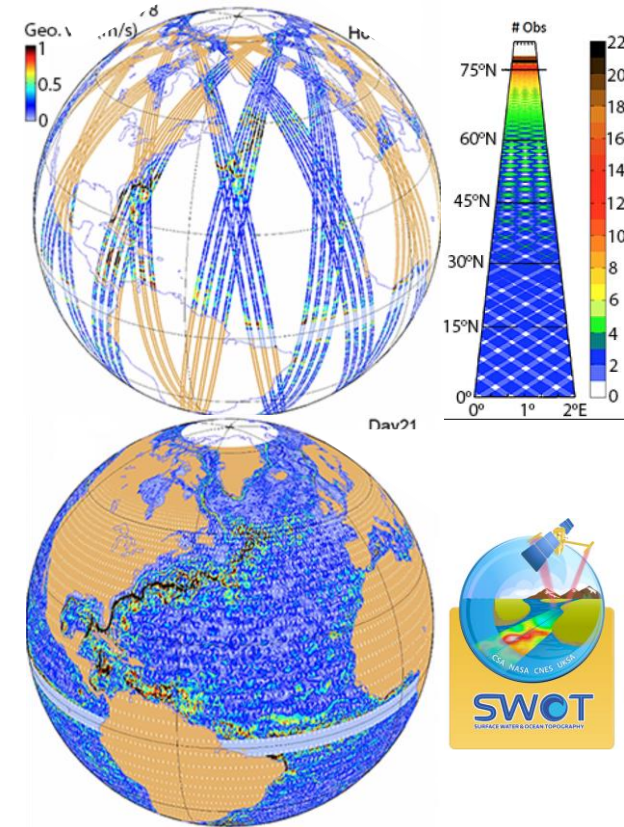 Geo. V (m/s)
1
0.5
0
# Obs
75ºN
60ºN
45ºN
30ºN
15ºN
0º
0º 1º 2ºE
22
20
18
16
14
12
10
8
6
4
2
0
Day21
CSA NASA CNES UKSA
SWOT
SURFACE WATER & OCEAN TOPOGRAPHY